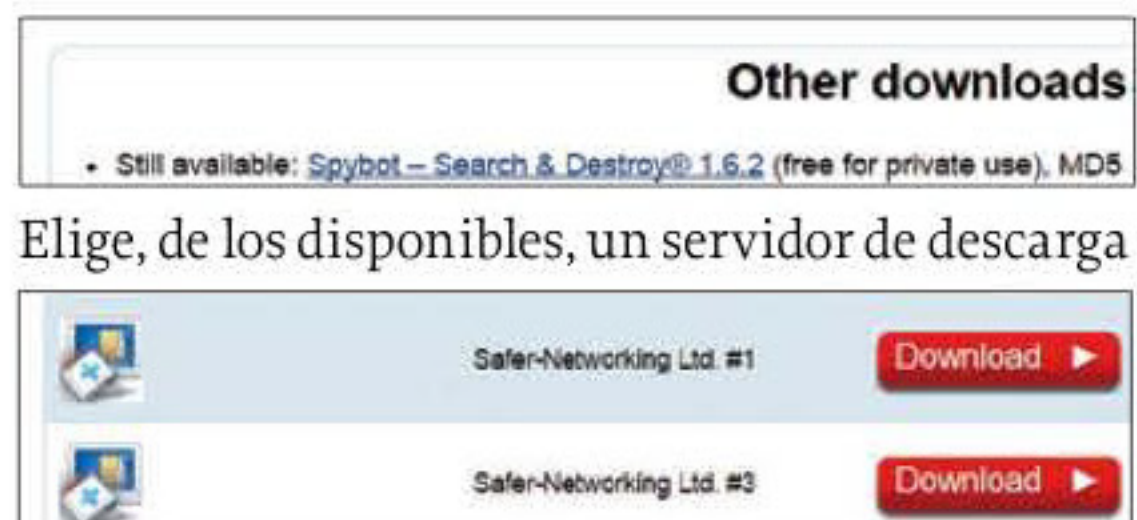 Other downloads
• Still available: Spybot – Search & Destroy® 1.6.2 (free for private use), MD5
Elige, de los disponibles, un servidor de descarga
Safer-Networking Ltd. #1 Download
Safer-Networking Ltd. #3 Download